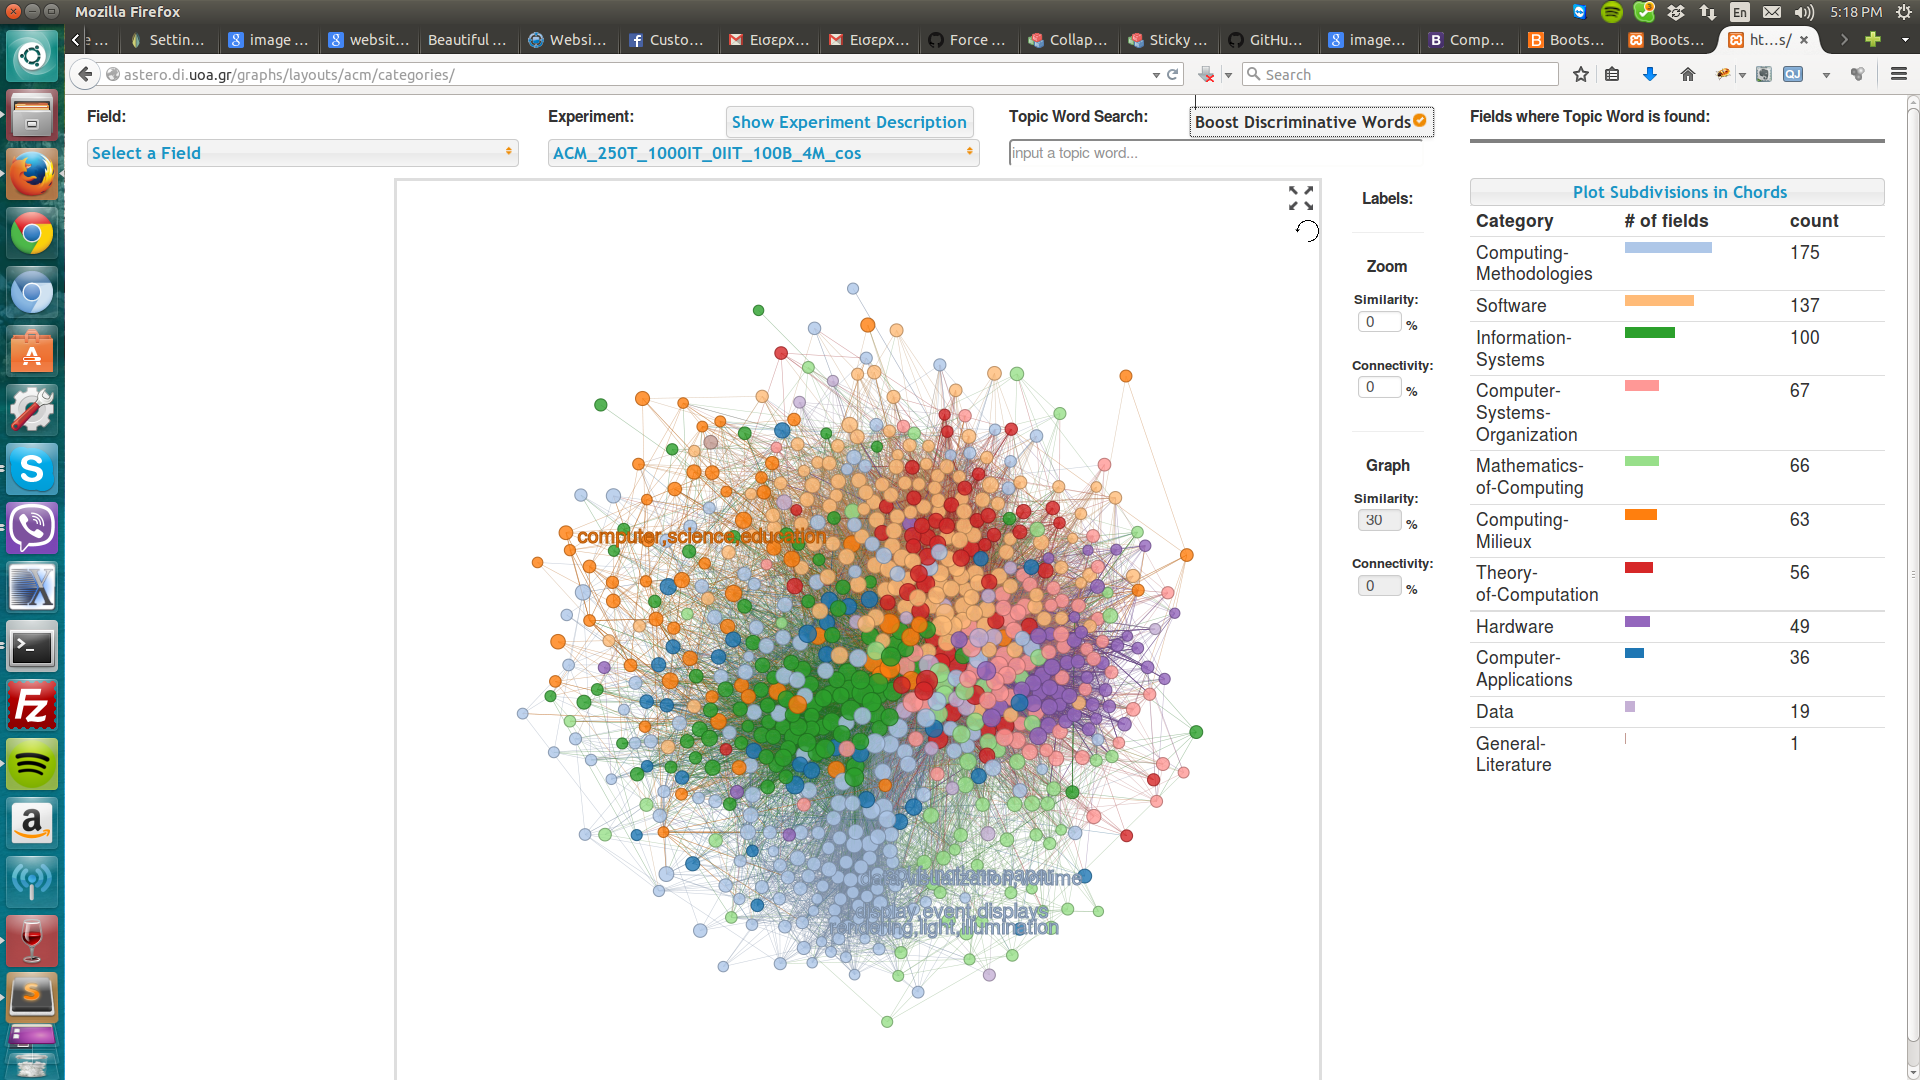 Mozilla Firefox
En
5:18 PM
e ...
Settin...
image ...
websit...
Beautiful ...
Websi...
Custo...
Εισερχ...
Εισερχ...
Force ...
Collap...
Sticky ...
GitHu...
image...
Comp...
Boots...
Boots...
ht...s/
astero.di.uoa.gr/graphs/layouts/acm/categories/
Search
Field:
Select a Field
Experiment:
Show Experiment Description
ACM_250T_1000IT_0IIT_100B_4M_cos
Topic Word Search:
Boost Discriminative Words
input a topic word...
Fields where Topic Word is found:
Labels:
Zoom
Similarity:
0 %
Connectivity:
0 %
Graph
Similarity:
30 %
Connectivity:
0 %
Plot Subdivisions in Chords
Category # of fields count
Computing-
Methodologies
175
Software 137
Information-
Systems
100
Computer-
Systems-
Organization
67
Mathematics-
of-Computing
66
Computing-
Milieux
63
Theory-
of-Computation
56
Hardware 49
Computer-
Applications
36
Data 19
General-
Literature
1
computer,science,education
display,event,displays
rendering,light,illumination